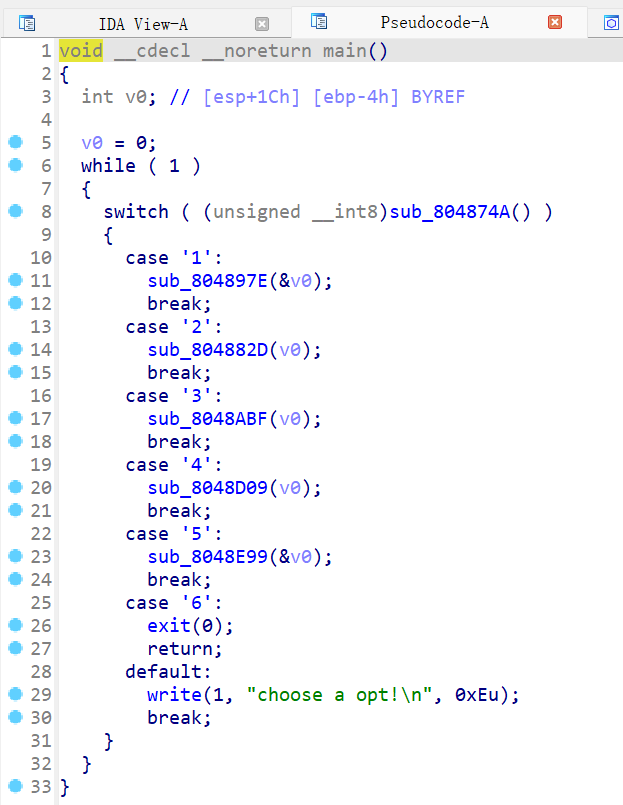 IDA View-A Pseudocode-A
1 void __cdecl __noreturn main()
2 {
3 int v0; // [esp+1Ch] [ebp-4h] BYREF
4
5 v0 = 0;
6 while ( 1 )
7 {
8 switch ( (unsigned __int8)sub_804874A() )
9 {
10 case '1':
11 sub_804897E(&v0);
12 break;
13 case '2':
14 sub_804882D(v0);
15 break;
16 case '3':
17 sub_8048ABF(v0);
18 break;
19 case '4':
20 sub_8048D09(v0);
21 break;
22 case '5':
23 sub_8048E99(&v0);
24 break;
25 case '6':
26 exit(0);
27 return;
28 default:
29 write(1, "choose a opt!\n", 0xEu);
30 break;
31 }
32 }
33 }